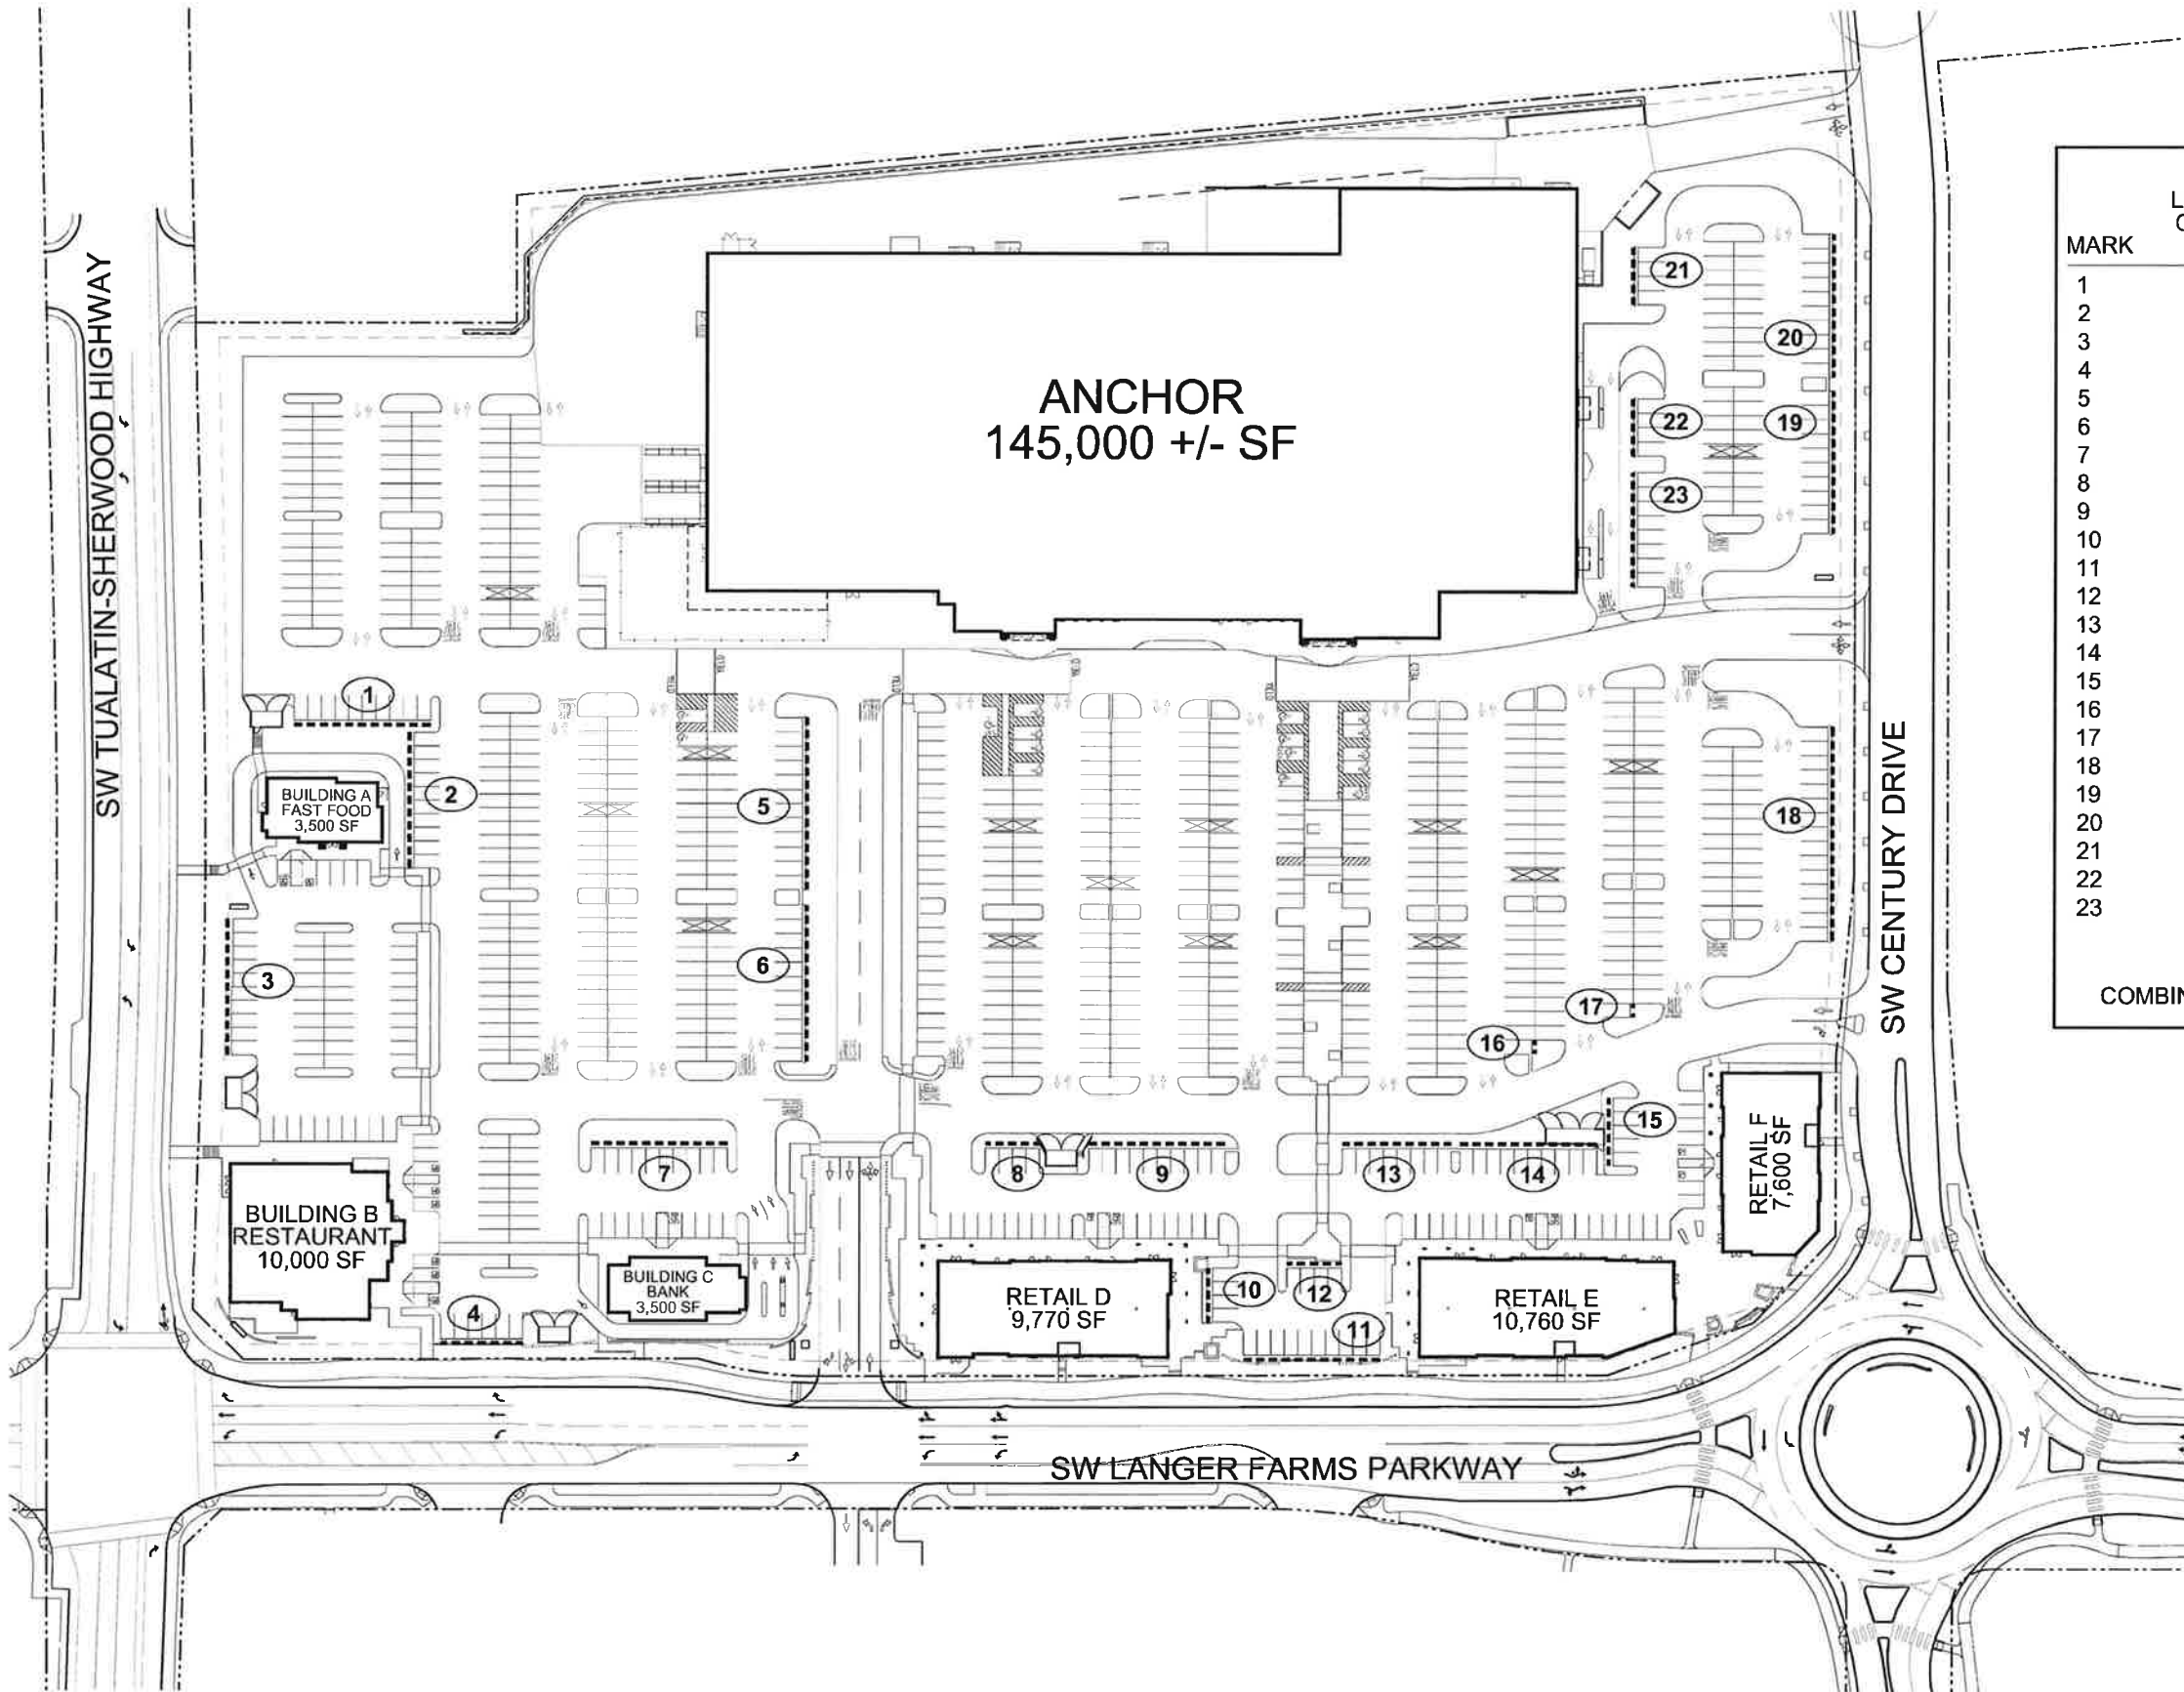 SW TUALATIN-SHERWOOD HIGHWAY
ANCHOR
145,000 +/- SF
21
20
22
19
23
1
2
BUILDING A
FAST FOOD
3,500 SF
5
18
3
6
17
16
15
7
8
9
13
14
BUILDING B
RESTAURANT
10,000 SF
BUILDING C
BANK
3,500 SF
4
RETAIL D
9,770 SF
10
12
11
RETAIL E
10,760 SF
RETAIL F
7,600 SF
SW CENTURY DRIVE
SW LANGER FARMS PARKWAY
MARK
1
2
3
4
5
6
7
8
9
10
11
12
13
14
15
16
17
18
19
20
21
22
23